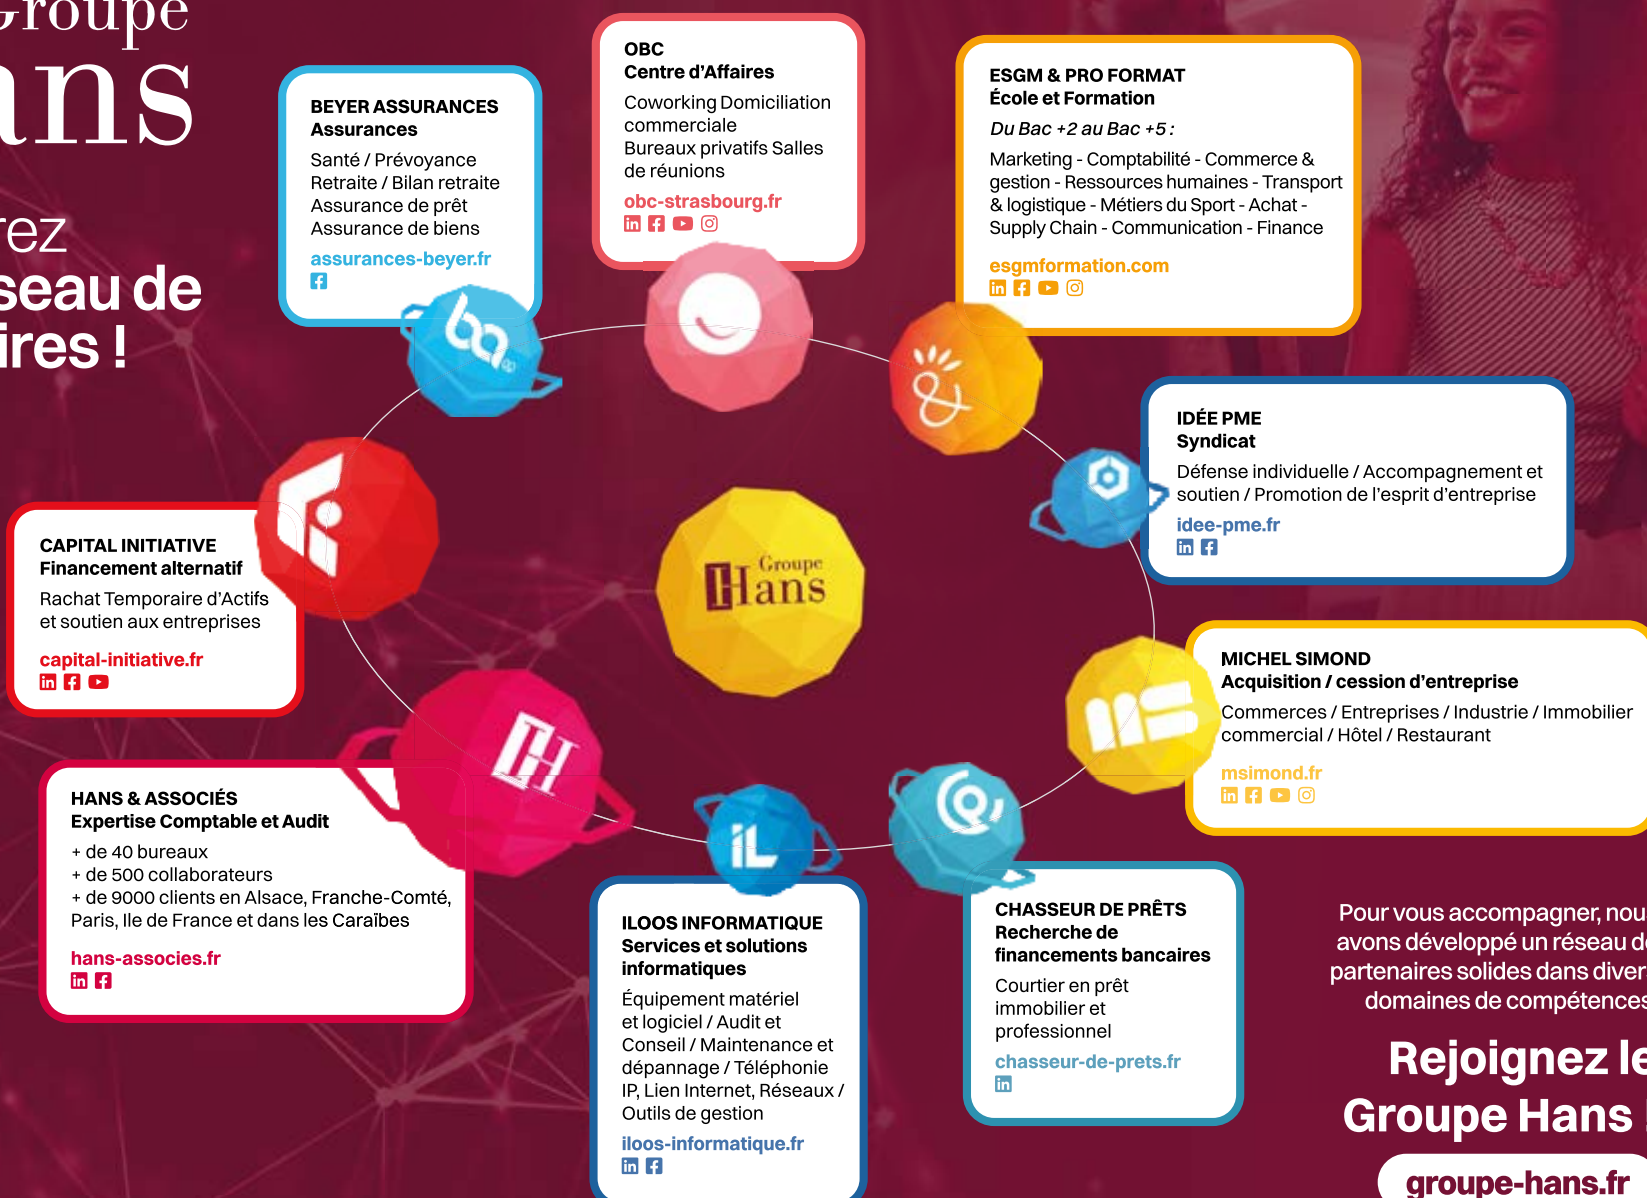 Groupe
ans
rez
seau de
ires !
BEYER ASSURANCES
Assurances
Santé / Prévoyance
Retraite / Bilan retraite
Assurance de prêt
Assurance de biens
assurances-beyer.fr
ba
OBC
Centre d'Affaires
Coworking Domiciliation
commerciale
Bureaux privatifs Salles
de réunions
obc-strasbourg.fr
ESGM & PRO FORMAT
École et Formation
Du Bac +2 au Bac +5 :
Marketing - Comptabilité - Commerce &
gestion - Ressources humaines - Transport
& logistique - Métiers du Sport - Achat -
Supply Chain - Communication - Finance
esgmformation.com
&
IDÉE PME
Syndicat
Défense individuelle / Accompagnement et
soutien / Promotion de l'esprit d'entreprise
idee-pme.fr
CAPITAL INITIATIVE
Financement alternatif
Rachat Temporaire d'Actifs
et soutien aux entreprises
capital-initiative.fr
Groupe
Hans
MICHEL SIMOND
Acquisition / cession d'entreprise
Commerces / Entreprises / Industrie / Immobilier
commercial / Hôtel / Restaurant
msimond.fr
MS
HANS & ASSOCIÉS
Expertise Comptable et Audit
+ de 40 bureaux
+ de 500 collaborateurs
+ de 9000 clients en Alsace, Franche-Comté,
Paris, Ile de France et dans les Caraïbes
hans-associes.fr
H
iL
ILOOS INFORMATIQUE
Services et solutions
informatiques
Équipement matériel
et logiciel / Audit et
Conseil / Maintenance et
dépannage / Téléphonie
IP, Lien Internet, Réseaux /
Outils de gestion
iloos-informatique.fr
CHASSEUR DE PRÊTS
Recherche de
financements bancaires
Courtier en prêt
immobilier et
professionnel
chasseur-de-prets.fr
Pour vous accompagner, nous
avons développé un réseau de
partenaires solides dans divers
domaines de compétences
Rejoignez le
Groupe Hans !
groupe-hans.fr